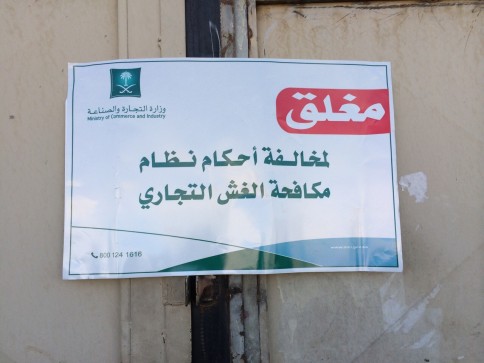 وزارة التجارة والصناعة
Ministry of Commerce and Industry
مغلق
لمخالفة أحكام نظام
مكافحة الغش التجاري
800 124 1616